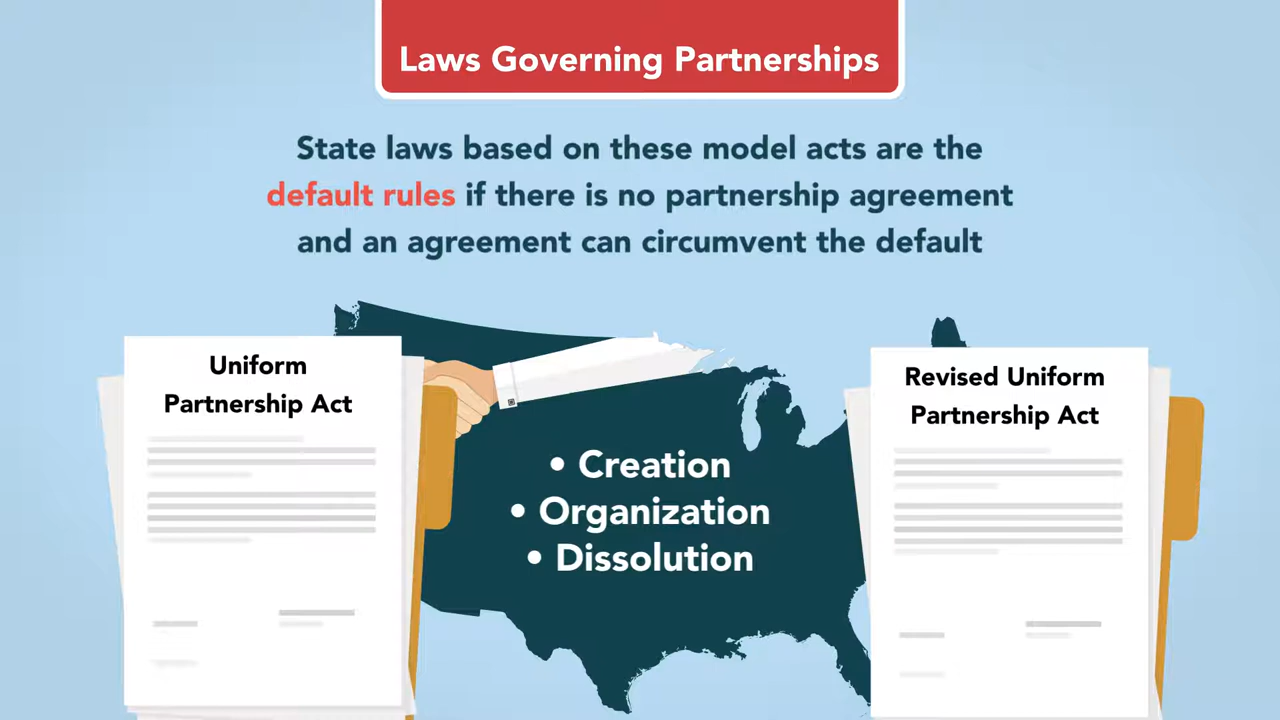 Laws Governing Partnerships
State laws based on these model acts are the
default rules if there is no partnership agreement
and an agreement can circumvent the default
Uniform
Partnership Act
• Creation
• Organization
• Dissolution
Revised Uniform
Partnership Act